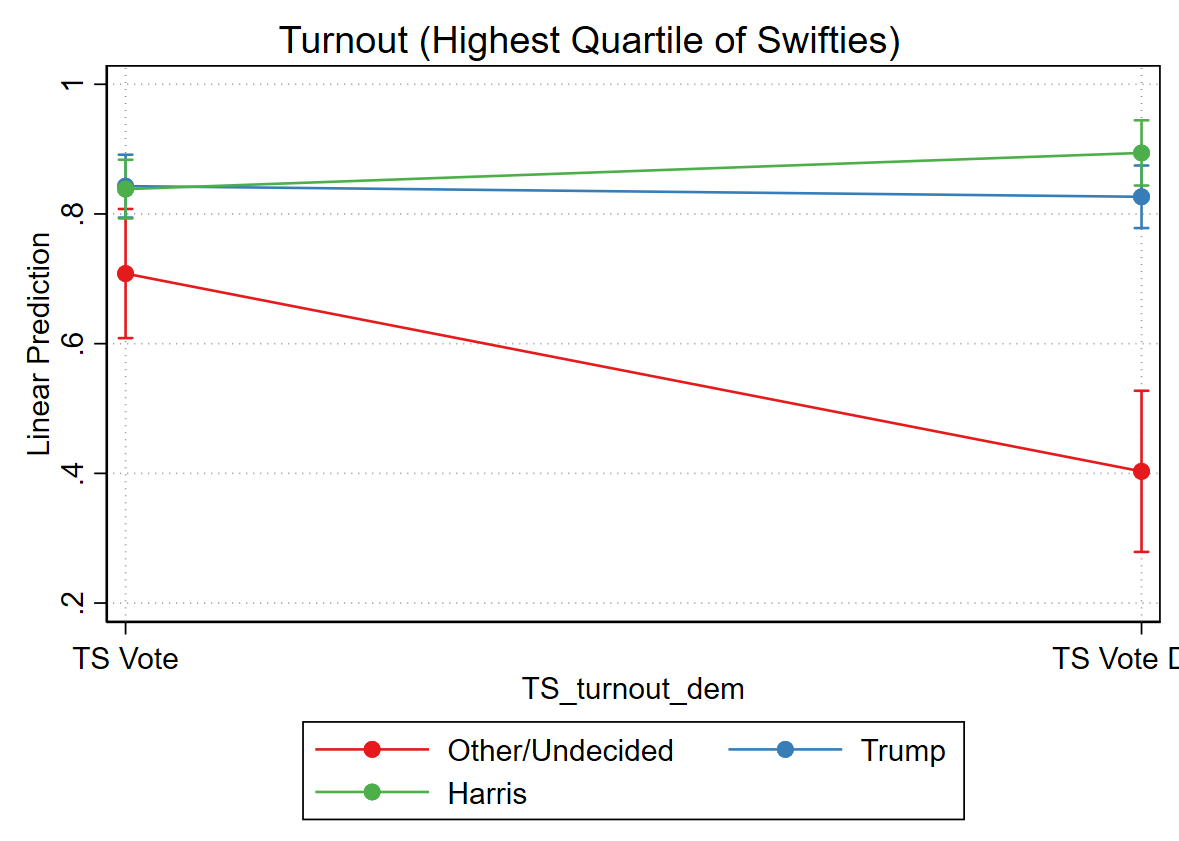 Turnout (Highest Quartile of Swifties)
1
.8
.6
.4
.2
Linear Prediction
TS Vote
TS Vote D
TS_turnout_dem
Other/Undecided
Trump
Harris